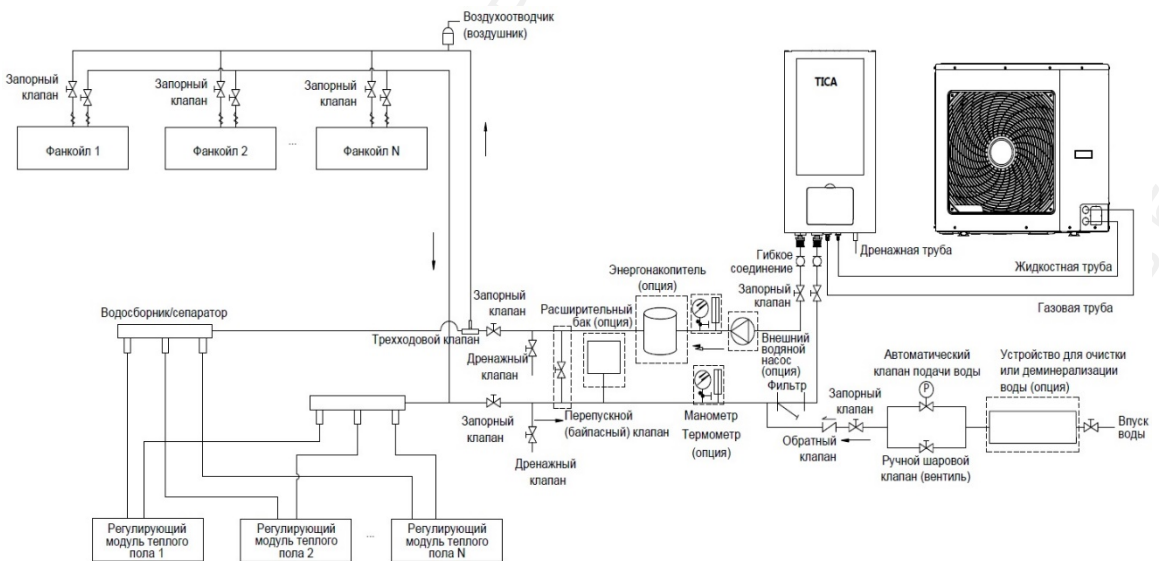 Воздухоотводчик
(воздушник)
Запорный
клапан
Запорный
клапан
Запорный
клапан
Фанкойл 1
Фанкойл 2
...
Фанкойл N
TICA
Дренажная труба
Жидкостная труба
Газовая труба
Гибкое
соединение
Запорный
клапан
Энергонакопитель
(опция)
Расширительный
бак (опция)
Запорный
клапан
Водосборник/сепаратор
Трехходовой клапан
Дренажный
клапан
Внешний
водяной
насос
(опция)
Фильтр
Автоматический
клапан подачи воды
Устройство для очистки
или деминерализации
воды (опция)
P
Запорный
клапан
Впуск
воды
Запорный
клапан
Перепускной
(байпасный) клапан
Манометр
Термометр
(опция)
Обратный
клапан
Ручной шаровой
клапан (вентиль)
Дренажный
клапан
Регулирующий
модуль теплого
пола 1
Регулирующий
модуль теплого
пола 2
...
Регулирующий
модуль теплого
пола N